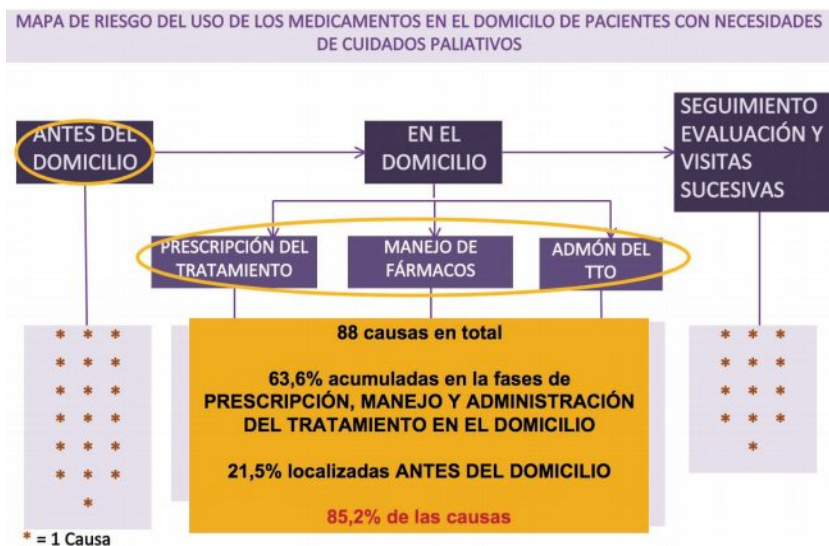 MAPA DE RIESGO DEL USO DE LOS MEDICAMENTOS EN EL DOMICILO DE PACIENTES CON NECESIDADES
DE CUIDADOS PALIATIVOS
ANTES DEL
DOMICILIO
EN EL
DOMICILIO
SEGUIMIENTO
EVALUACIÓN Y
VISITAS
SUCESIVAS
PRESCRIPCIÓN DEL
TRATAMIENTO
MANEJO DE
FÁRMACOS
ADMÓN DEL
TTO
* * *
* * *
* * *
* * *
* * *
* * *
*
88 causas en total
63,6% acumuladas en la fases de
PRESCRIPCIÓN, MANEJO Y ADMINISTRACIÓN
DEL TRATAMIENTO EN EL DOMICILIO
21,5% localizadas ANTES DEL DOMICILIO
85,2% de las causas
* * *
* * *
* * *
* * *
*
* = 1 Causa